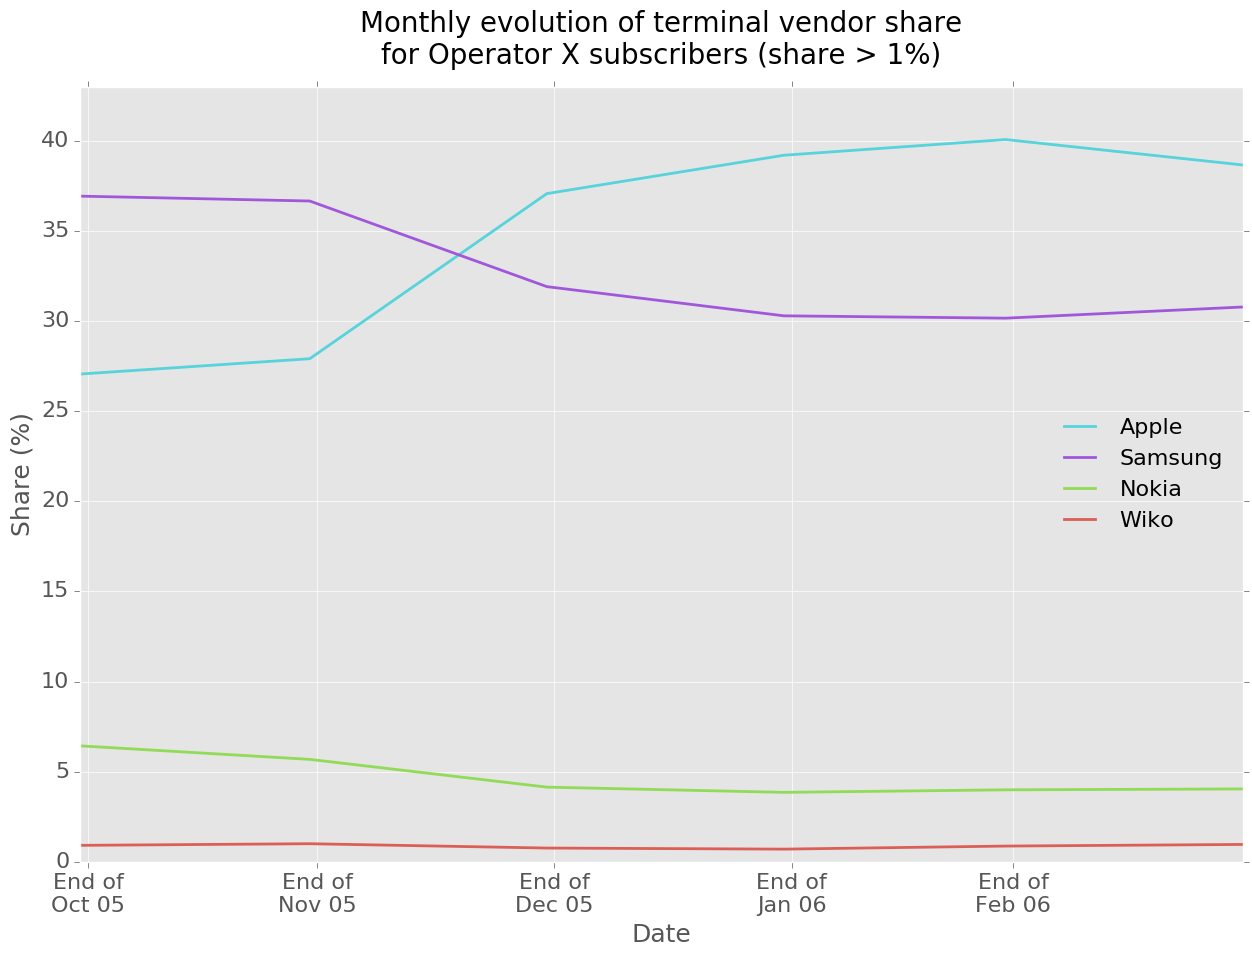 Monthly evolution of terminal vendor share
for Operator X subscribers (share > 1%)
40
35
30
25
20
15
10
5
0
Share (%)
Apple
Samsung
Nokia
Wiko
End of
Oct 05
End of
Nov 05
End of
Dec 05
End of
Jan 06
End of
Feb 06
Date